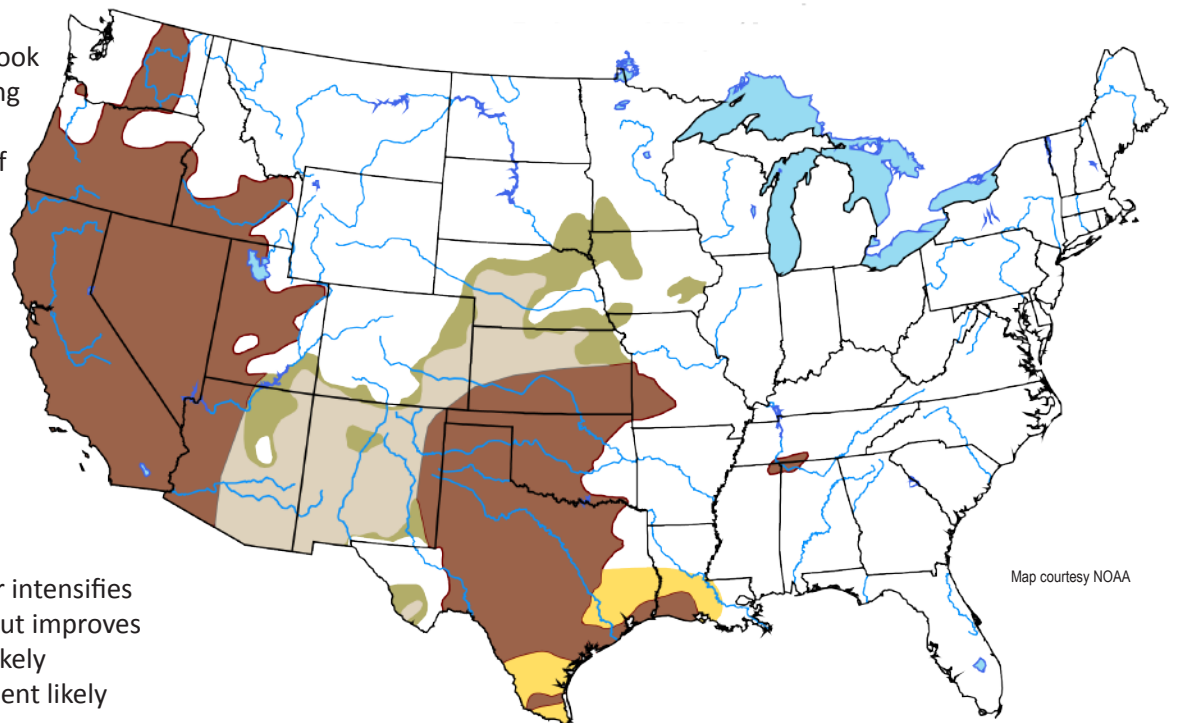 ook
ng
f
r intensifies
ut improves
kely
ent likely
Map courtesy NOAA